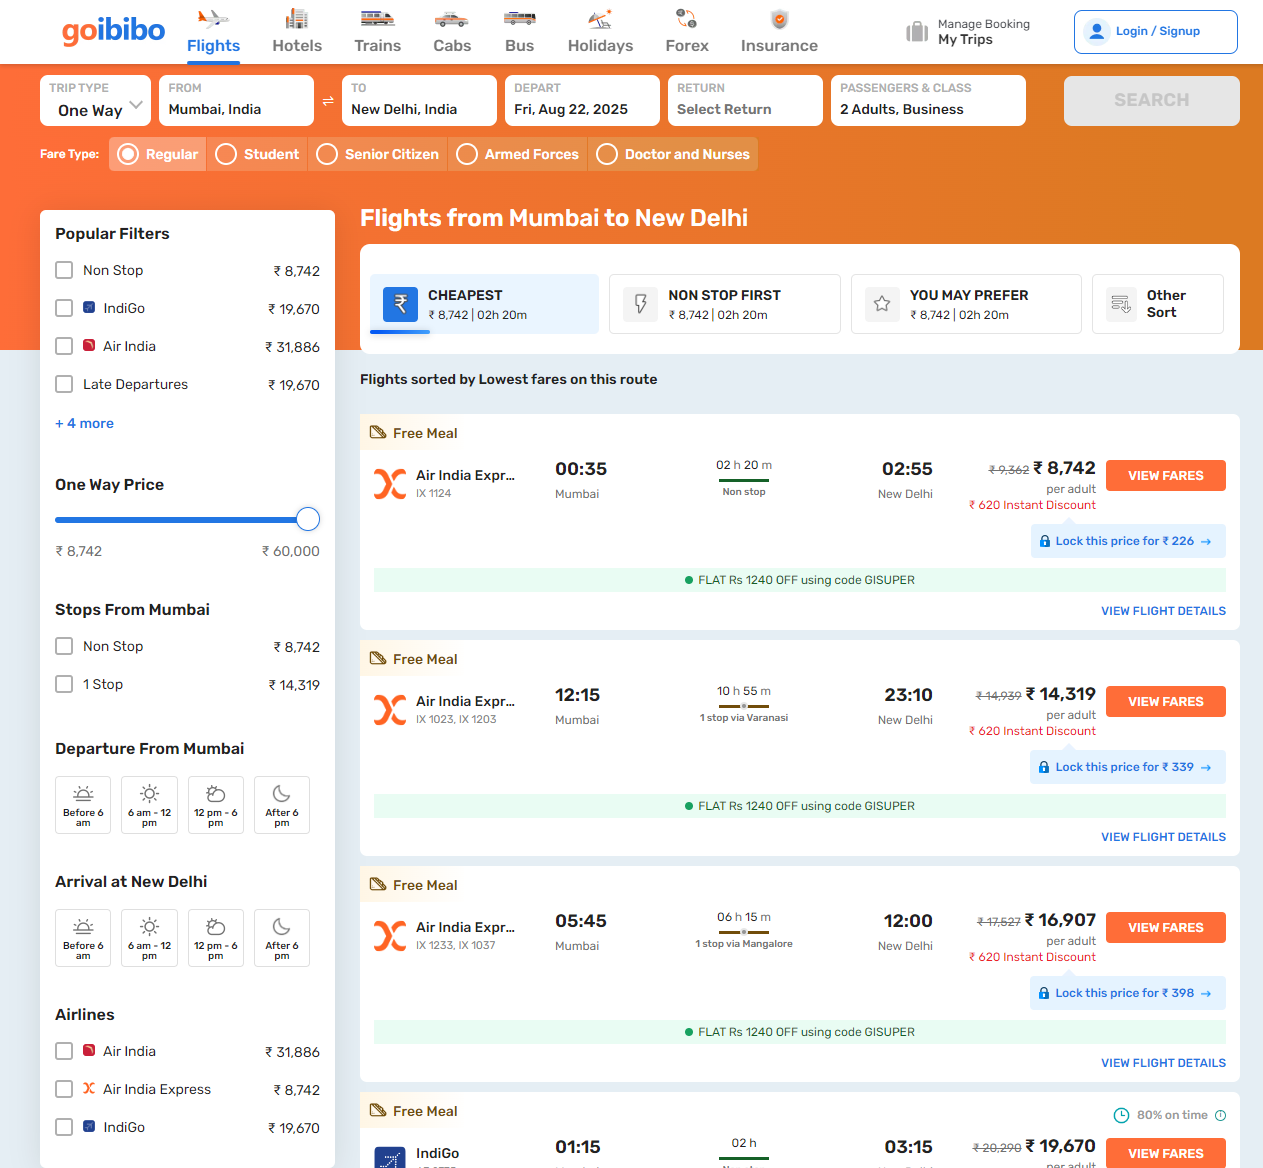 goibibo
Flights
Hotels
Trains
Cabs
Bus
Holidays
Forex
Insurance
Manage Booking
My Trips
Login / Signup
TRIP TYPE
One Way
FROM
Mumbai, India
TO
New Delhi, India
DEPART
Fri, Aug 22, 2025
RETURN
Select Return
PASSENGERS & CLASS
2 Adults, Business
SEARCH
Fare Type:
Regular
Student
Senior Citizen
Armed Forces
Doctor and Nurses
Popular Filters
Non Stop ₹ 8,742
IndiGo ₹ 19,670
Air India ₹ 31,886
Late Departures ₹ 19,670
+ 4 more
One Way Price
₹ 8,742 ₹ 60,000
Stops From Mumbai
Non Stop ₹ 8,742
1 Stop ₹ 14,319
Departure From Mumbai
Before 6 am
6 am - 12 pm
12 pm - 6 pm
After 6 pm
Arrival at New Delhi
Before 6 am
6 am - 12 pm
12 pm - 6 pm
After 6 pm
Airlines
Air India ₹ 31,886
Air India Express ₹ 8,742
IndiGo ₹ 19,670
Flights from Mumbai to New Delhi
CHEAPEST
₹ 8,742 | 02h 20m
NON STOP FIRST
₹ 8,742 | 02h 20m
YOU MAY PREFER
₹ 8,742 | 02h 20m
Other
Sort
Flights sorted by Lowest fares on this route
Free Meal
Air India Expr...
IX 1124
00:35
Mumbai
02 h 20 m
Non stop
02:55
New Delhi
₹ 9,362 ₹ 8,742
per adult
₹ 620 Instant Discount
VIEW FARES
Lock this price for ₹ 226 →
FLAT Rs 1240 OFF using code GISUPER
VIEW FLIGHT DETAILS
Free Meal
Air India Expr...
IX 1023, IX 1203
12:15
Mumbai
10 h 55 m
1 stop via Varanasi
23:10
New Delhi
₹ 14,939 ₹ 14,319
per adult
₹ 620 Instant Discount
VIEW FARES
Lock this price for ₹ 339 →
FLAT Rs 1240 OFF using code GISUPER
VIEW FLIGHT DETAILS
Free Meal
Air India Expr...
IX 1233, IX 1037
05:45
Mumbai
06 h 15 m
1 stop via Mangalore
12:00
New Delhi
₹ 17,527 ₹ 16,907
per adult
₹ 620 Instant Discount
VIEW FARES
Lock this price for ₹ 398 →
FLAT Rs 1240 OFF using code GISUPER
VIEW FLIGHT DETAILS
Free Meal
80% on time
IndiGo
01:15
02 h
03:15
₹ 20,290 ₹ 19,670
VIEW FARES